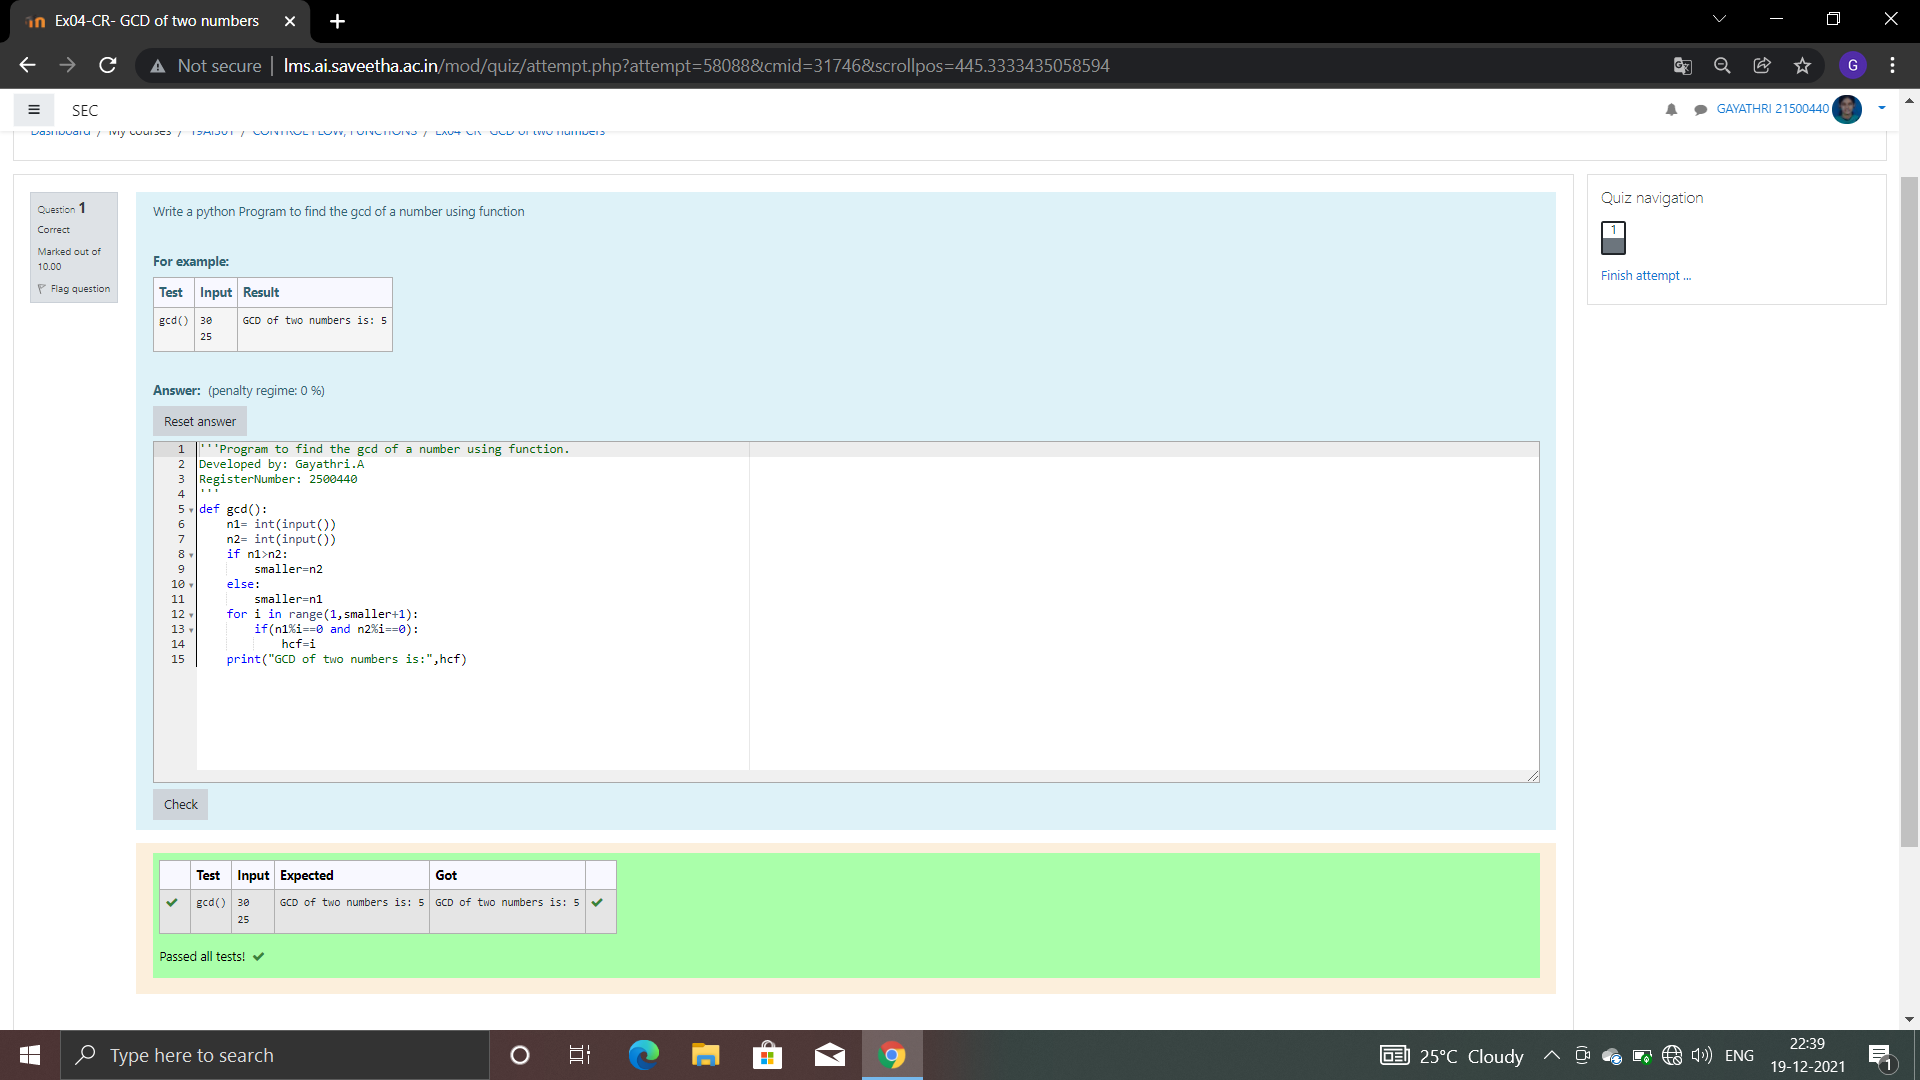 Ex04-CR- GCD of two numbers
Not secure | lms.ai.saveetha.ac.in/mod/quiz/attempt.php?attempt=58088&cmid=31746&scrollpos=445.3333435058594
G
SEC
GAYATHRI 21500440
Dashboard / My courses / 19AI301 / CONTROL FLOW, FUNCTIONS / Ex04-CR- GCD of two numbers
Question 1
Correct
Marked out of
10.00
Flag question
Write a python Program to find the gcd of a number using function
For example:
Test Input Result
gcd() 30 GCD of two numbers is: 5
25
Answer: (penalty regime: 0 %)
Reset answer
1 '''Program to find the gcd of a number using function.
2 Developed by: Gayathri.A
3 RegisterNumber: 2500440
4 '''
5 def gcd():
6 n1= int(input())
7 n2= int(input())
8 if n1>n2:
9 smaller=n2
10 else:
11 smaller=n1
12 for i in range(1,smaller+1):
13 if(n1%i==0 and n2%i==0):
14 hcf=i
15 print("GCD of two numbers is:",hcf)
Check
Test Input Expected Got
gcd() 30 GCD of two numbers is: 5 GCD of two numbers is: 5
25
Passed all tests!
Quiz navigation
1
Finish attempt ...
Type here to search
25°C Cloudy
ENG
22:39
19-12-2021
1